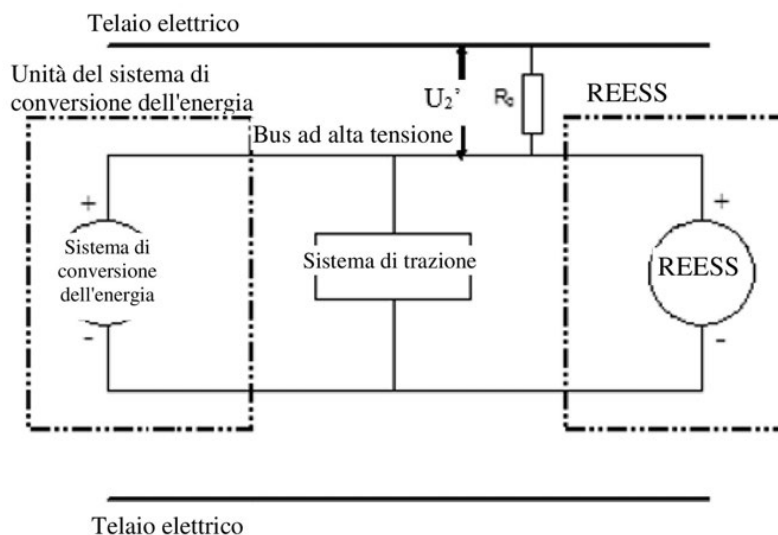 Telaio elettrico
Unità del sistema di
conversione dell'energia
U2'
R0
REESS
Bus ad alta tensione
+
+
Sistema di
conversione
dell'energia
Sistema di trazione
REESS
-
-
Telaio elettrico